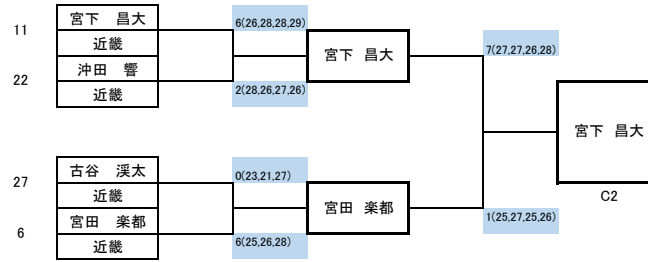 11
宮下　昌大
近畿
22
沖田　響
近畿
6(26,28,28,29)
2(28,26,27,26)
宮下　昌大
7(27,27,26,28)
27
古谷　渓太
近畿
6
宮田　楽都
近畿
0(23,21,27)
6(25,26,28)
宮田　楽都
1(25,27,25,26)
宮下　昌大
C2